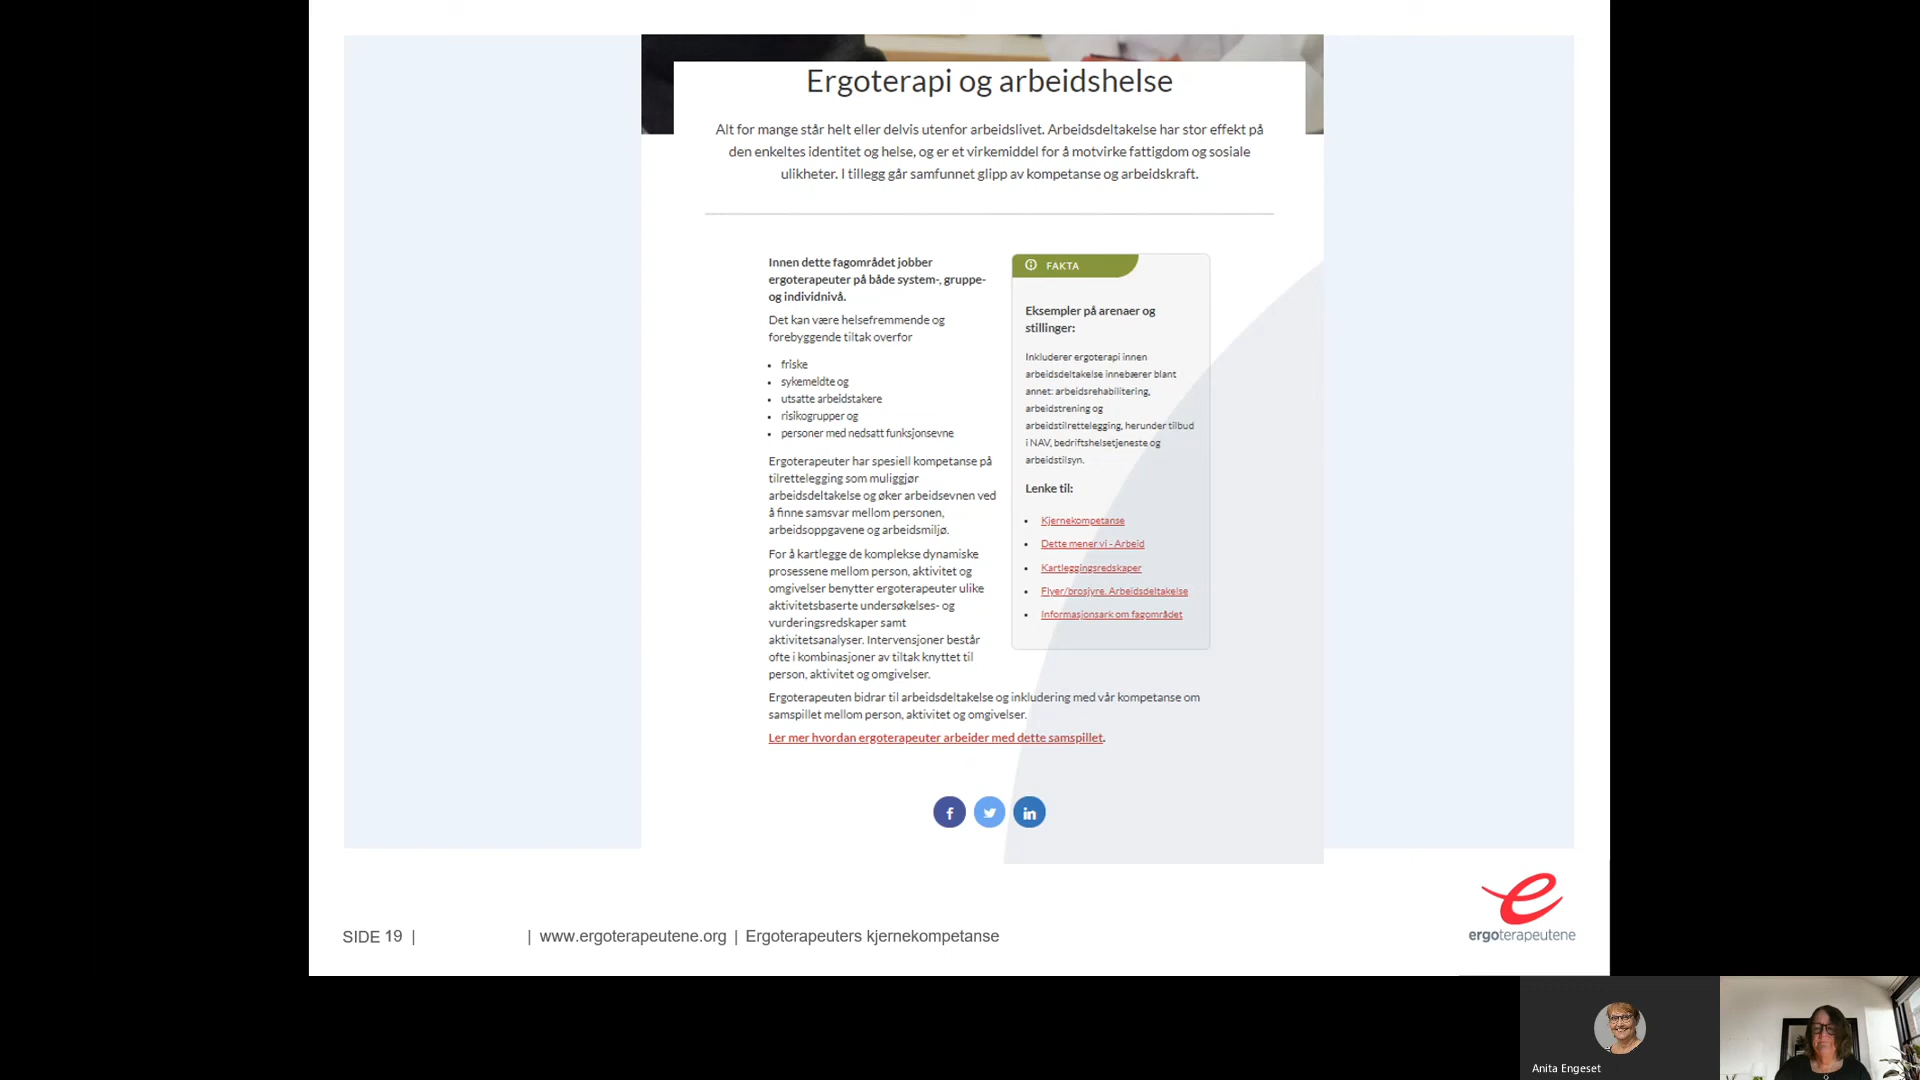 Ergoterapi og arbeidshelse
Alt for mange står helt eller delvis utenfor arbeidslivet. Arbeidsdeltakelse har stor effekt på
den enkeltes identitet og helse, og er et virkemiddel for å motvirke fattigdom og sosiale
ulikheter. I tillegg går samfunnet glipp av kompetanse og arbeidskraft.
Innen dette fagområdet jobber
ergoterapeuter på både system-, gruppe-
og individnivå.
Det kan være helsefremmende og
forebyggende tiltak overfor
• friske
• sykemeldte og
• utsatte arbeidstakere
• risikogrupper og
• personer med nedsatt funksjonsevne
Ergoterapeuter har spesiell kompetanse på
tilrettelegging som muliggjør
arbeidsdeltakelse og øker arbeidsevnen ved
å finne samsvar mellom personen,
arbeidsoppgavene og arbeidsmiljø.
For å kartlegge de komplekse dynamiske
prosessene mellom person, aktivitet og
omgivelser benytter ergoterapeuter ulike
aktivitetsbaserte undersøkelses- og
vurderingsredskaper samt
aktivitetsanalyser. Intervensjoner består
ofte i kombinasjoner av tiltak knyttet til
person, aktivitet og omgivelser.
Ergoterapeuten bidrar til arbeidsdeltakelse og inkludering med vår kompetanse om
samspillet mellom person, aktivitet og omgivelser.
Ler mer hvordan ergoterapeuter arbeider med dette samspillet.
FAKTA
Eksempler på arenaer og
stillinger:
Inkluderer ergoterapi innen
arbeidsdeltakelse innebærer blant
annet: arbeidsrehabilitering,
arbeidstrening og
arbeidstilrettelegging, herunder tilbud
i NAV, bedriftshelsetjeneste og
arbeidstilsyn.
Lenke til:
• Kjernekompetanse
• Dette mener vi - Arbeid
• Kartleggingsredskaper
• Flyer/brosjyre. Arbeidsdeltakelse
• Informasjonsark om fagområdet
SIDE 19 | | www.ergoterapeutene.org | Ergoterapeuters kjernekompetanse
ergoterapeutene
Anita Engeset